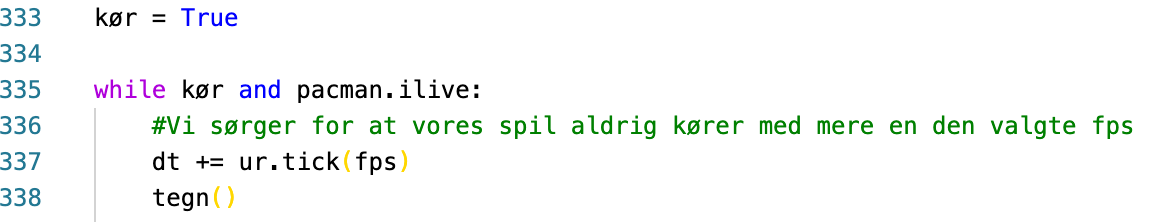 333 kør = True
334
335 while kør and pacman.ilive:
336 #Vi sørger for at vores spil aldrig kører med mere en den valgte fps
337 dt += ur.tick(fps)
338 tegn()